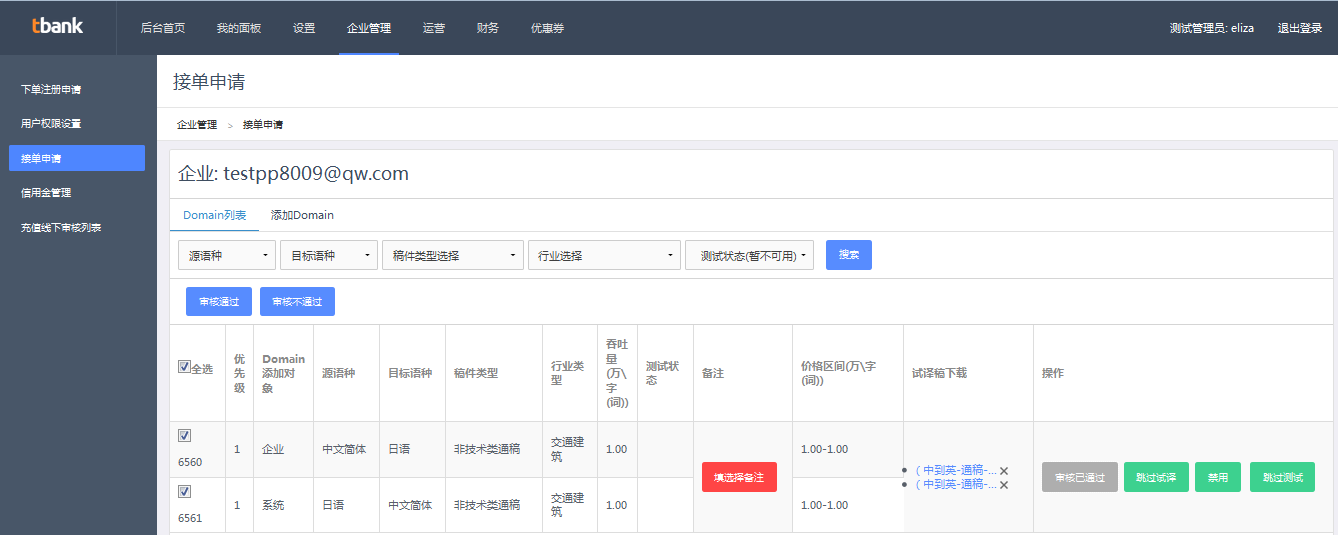 tbank
后台首页 我的面板 设置 企业管理 运营 财务 优惠券 测试管理员: eliza 退出登录
下单注册申请
用户权限设置
接单申请
信用金管理
充值线下审核列表
接单申请
企业管理 > 接单申请
企业: testpp8009@qw.com
Domain列表 添加Domain
源语种 目标语种 稿件类型选择 行业选择 测试状态(暂不可用) 搜索
审核通过 审核不通过
全选
优
先
级
Domain
添加对
象
源语种
目标语种
稿件类型
行业类
型
吞吐
量
(万\
字
(词))
测试状
态
备注
价格区间(万\字
(词))
试译稿下载
操作
6560
1
企业
中文简体
日语
非技术类通稿
交通建
筑
1.00
1.00-1.00
6561
1
系统
日语
中文简体
非技术类通稿
交通建
筑
1.00
1.00-1.00
填选择备注
( 中到英-通稿-...
( 中到英-通稿-...
审核已通过 跳过试译 禁用 跳过测试